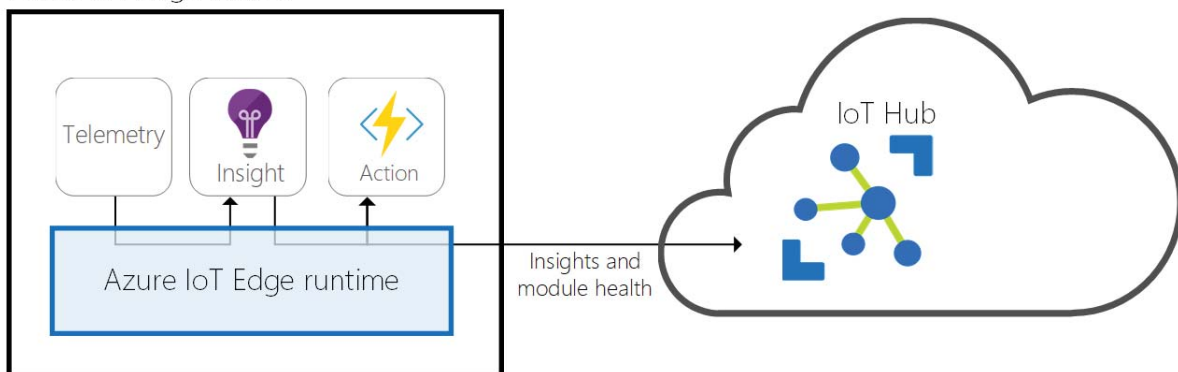 Telemetry
Insight
Action
Azure IoT Edge runtime
Insights and
module health
IoT Hub